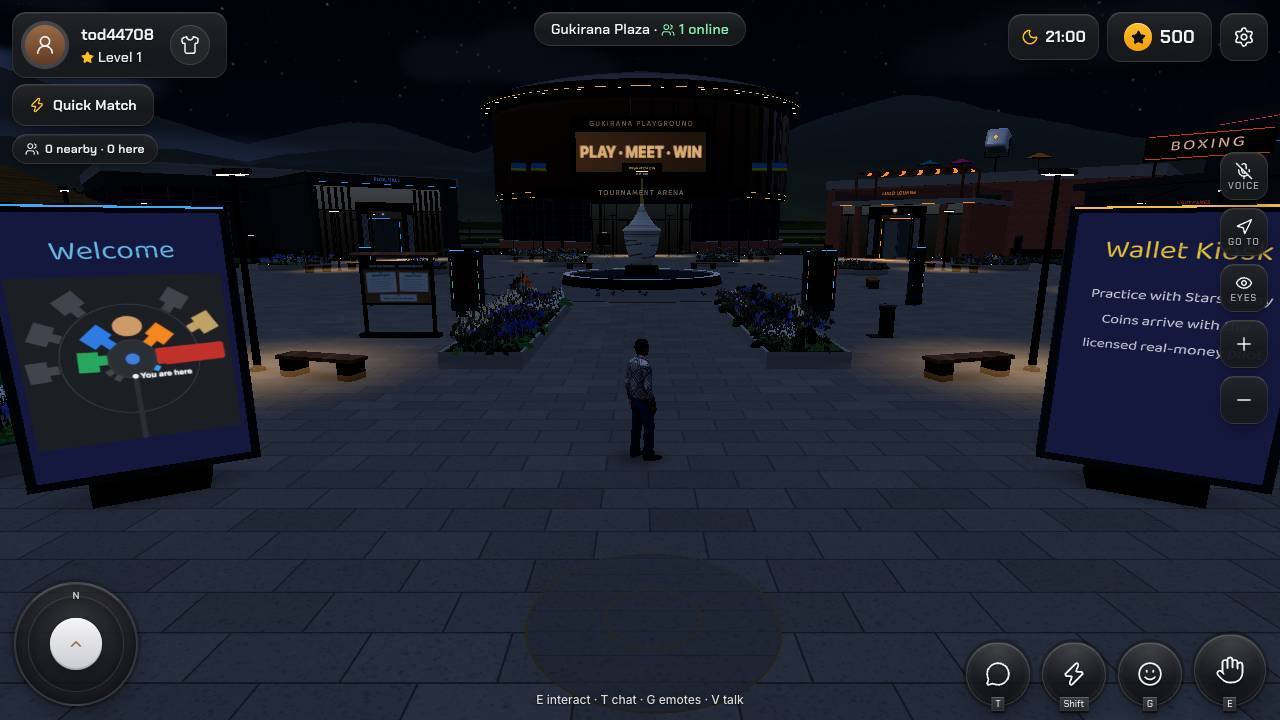 tod44708
Level 1
Gukirana Plaza · 1 online
21:00
500
Quick Match
0 nearby · 0 here
GUKIRANA PLAYGROUND
PLAY · MEET · WIN
TOURNAMENT ARENA
BOXING
VOICE
GO TO
EYES
Welcome
You are here
Wallet Kiosk
Practice with Stars
Coins arrive with
licensed real-money
N
E interact · T chat · G emotes · V talk
T
Shift
G
E